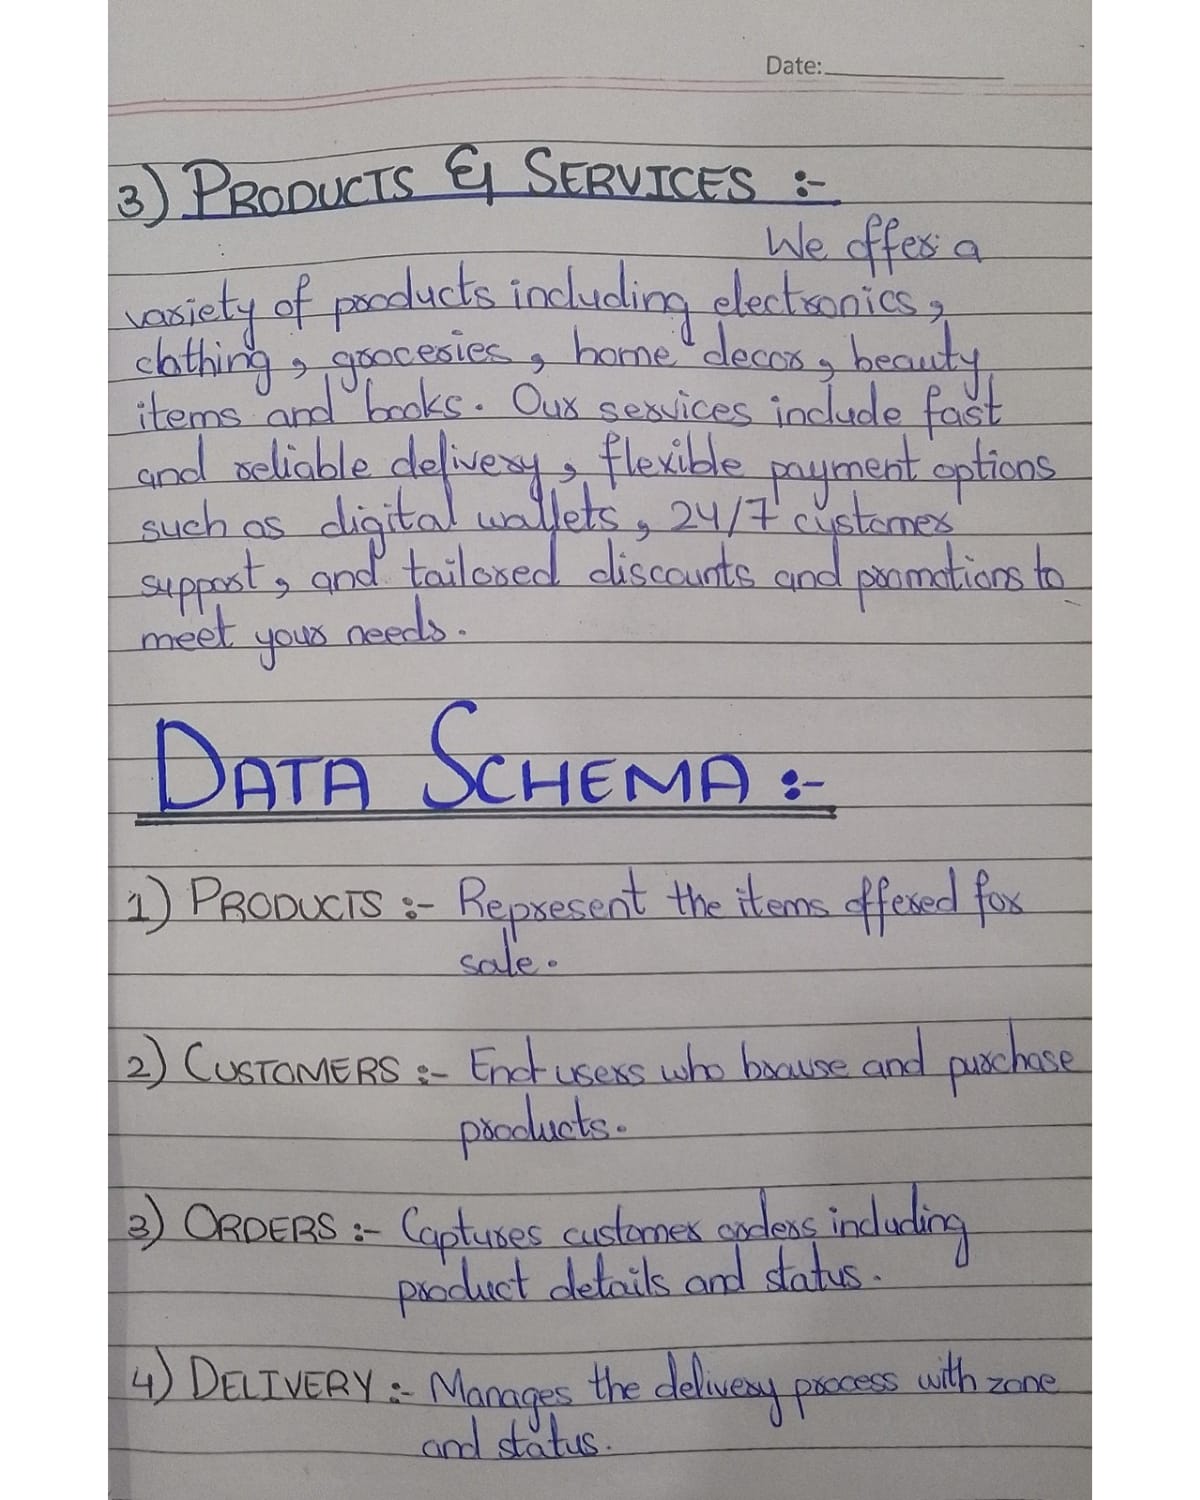 Date:
3) PRODUCTS & SERVICES :-
We offer a
variety of products including electronics,
clothing, groceries, home decor, beauty
items and books. Our services include fast
and reliable delivery, flexible payment options
such as digital wallets, 24/7 customer
support, and tailored discounts and promotions to
meet your needs.
DATA SCHEMA :-
1) PRODUCTS :- Represent the items offered for
sale.
2) CUSTOMERS :- End users who brawse and purchase
products.
3) ORDERS :- Captures customer orders including
product details and status.
4) DELIVERY :- Manages the delivery process with zone
and status.